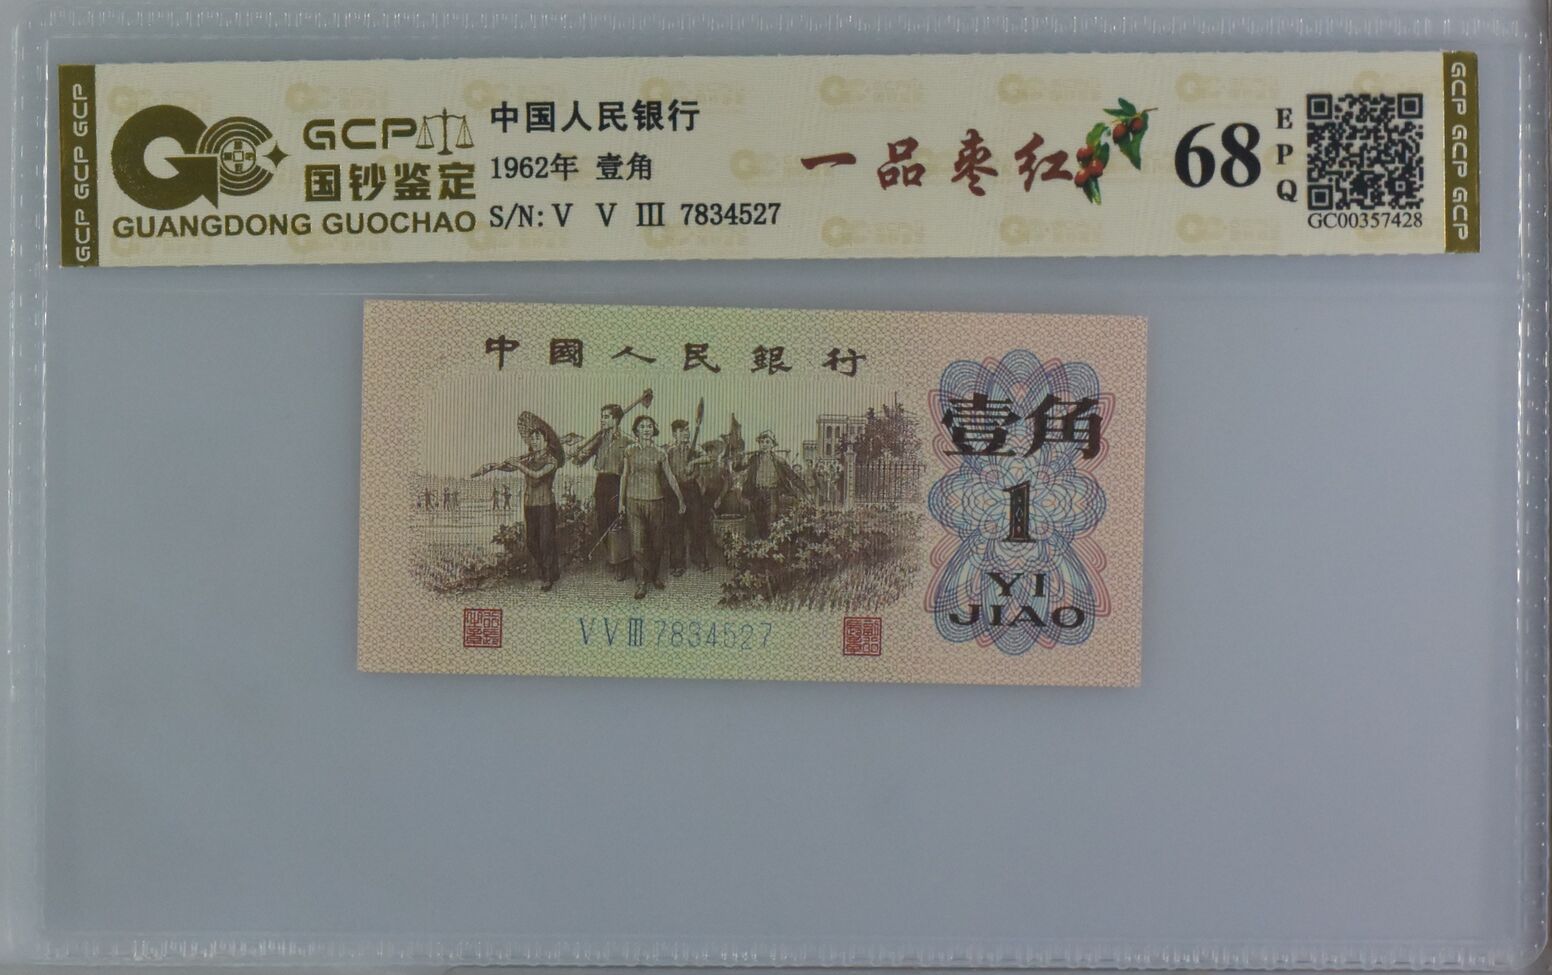 GCP
国钞鉴定
GUANGDONG GUOCHAO
中国人民银行
1962年 壹角
S/N: V V III 7834527
一品枣红
68
EPQ
GC00357428
GCP GCP GCP
GCP GCP GCP
中國人民銀行
壹角
1
YI
JIAO
V V III 7834527